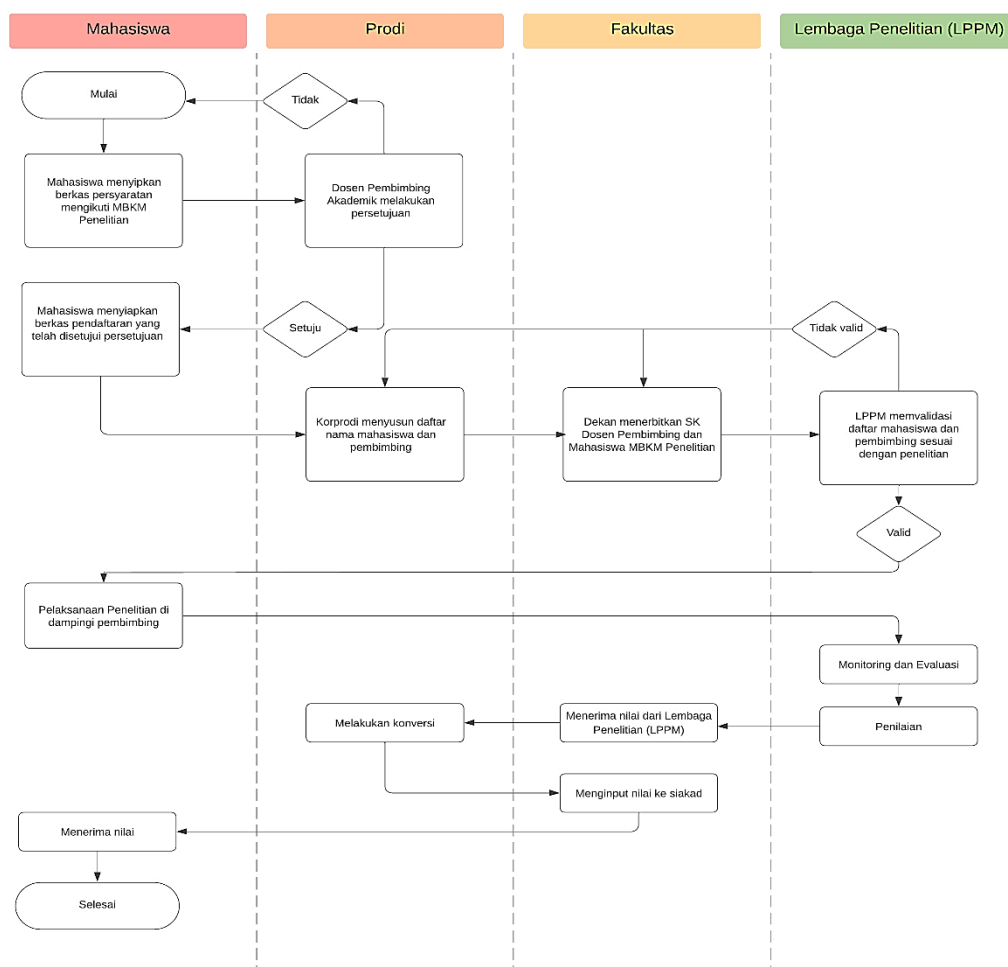 Mahasiswa
Prodi
Fakultas
Lembaga Penelitian (LPPM)
Mulai
Tidak
Mahasiswa menyipkan
berkas persyaratan
mengikuti MBKM
Penelitian
Dosen Pembimbing
Akademik melakukan
persetujuan
Mahasiswa menyiapkan
berkas pendaftaran yang
telah disetujui persetujuan
Setuju
Tidak valid
Korprodi menyusun daftar
nama mahasiswa dan
pembimbing
Dekan menerbitkan SK
Dosen Pembimbing dan
Mahasiswa MBKM Penelitian
LPPM memvalidasi
daftar mahasiswa dan
pembimbing sesuai
dengan penelitian
Valid
Pelaksanaan Penelitian di
dampingi pembimbing
Monitoring dan Evaluasi
Melakukan konversi
Menerima nilai dari Lembaga
Penelitian (LPPM)
Penilaian
Menginput nilai ke siakad
Menerima nilai
Selesai